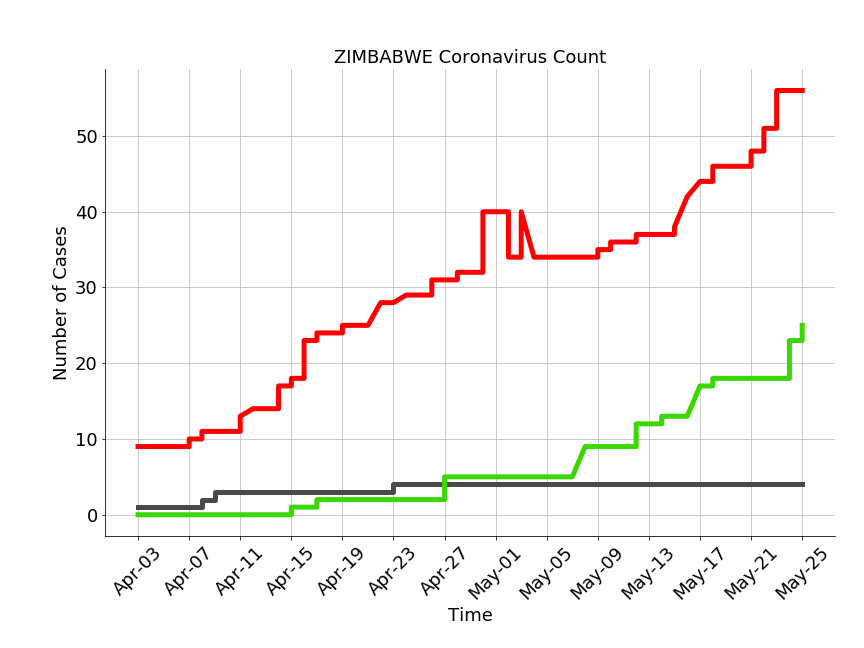 ZIMBABWE Coronavirus Count
Number of Cases
50
40
30
20
10
0
Apr-03
Apr-07
Apr-11
Apr-15
Apr-19
Apr-23
Apr-27
May-01
May-05
May-09
May-13
May-17
May-21
May-25
Time